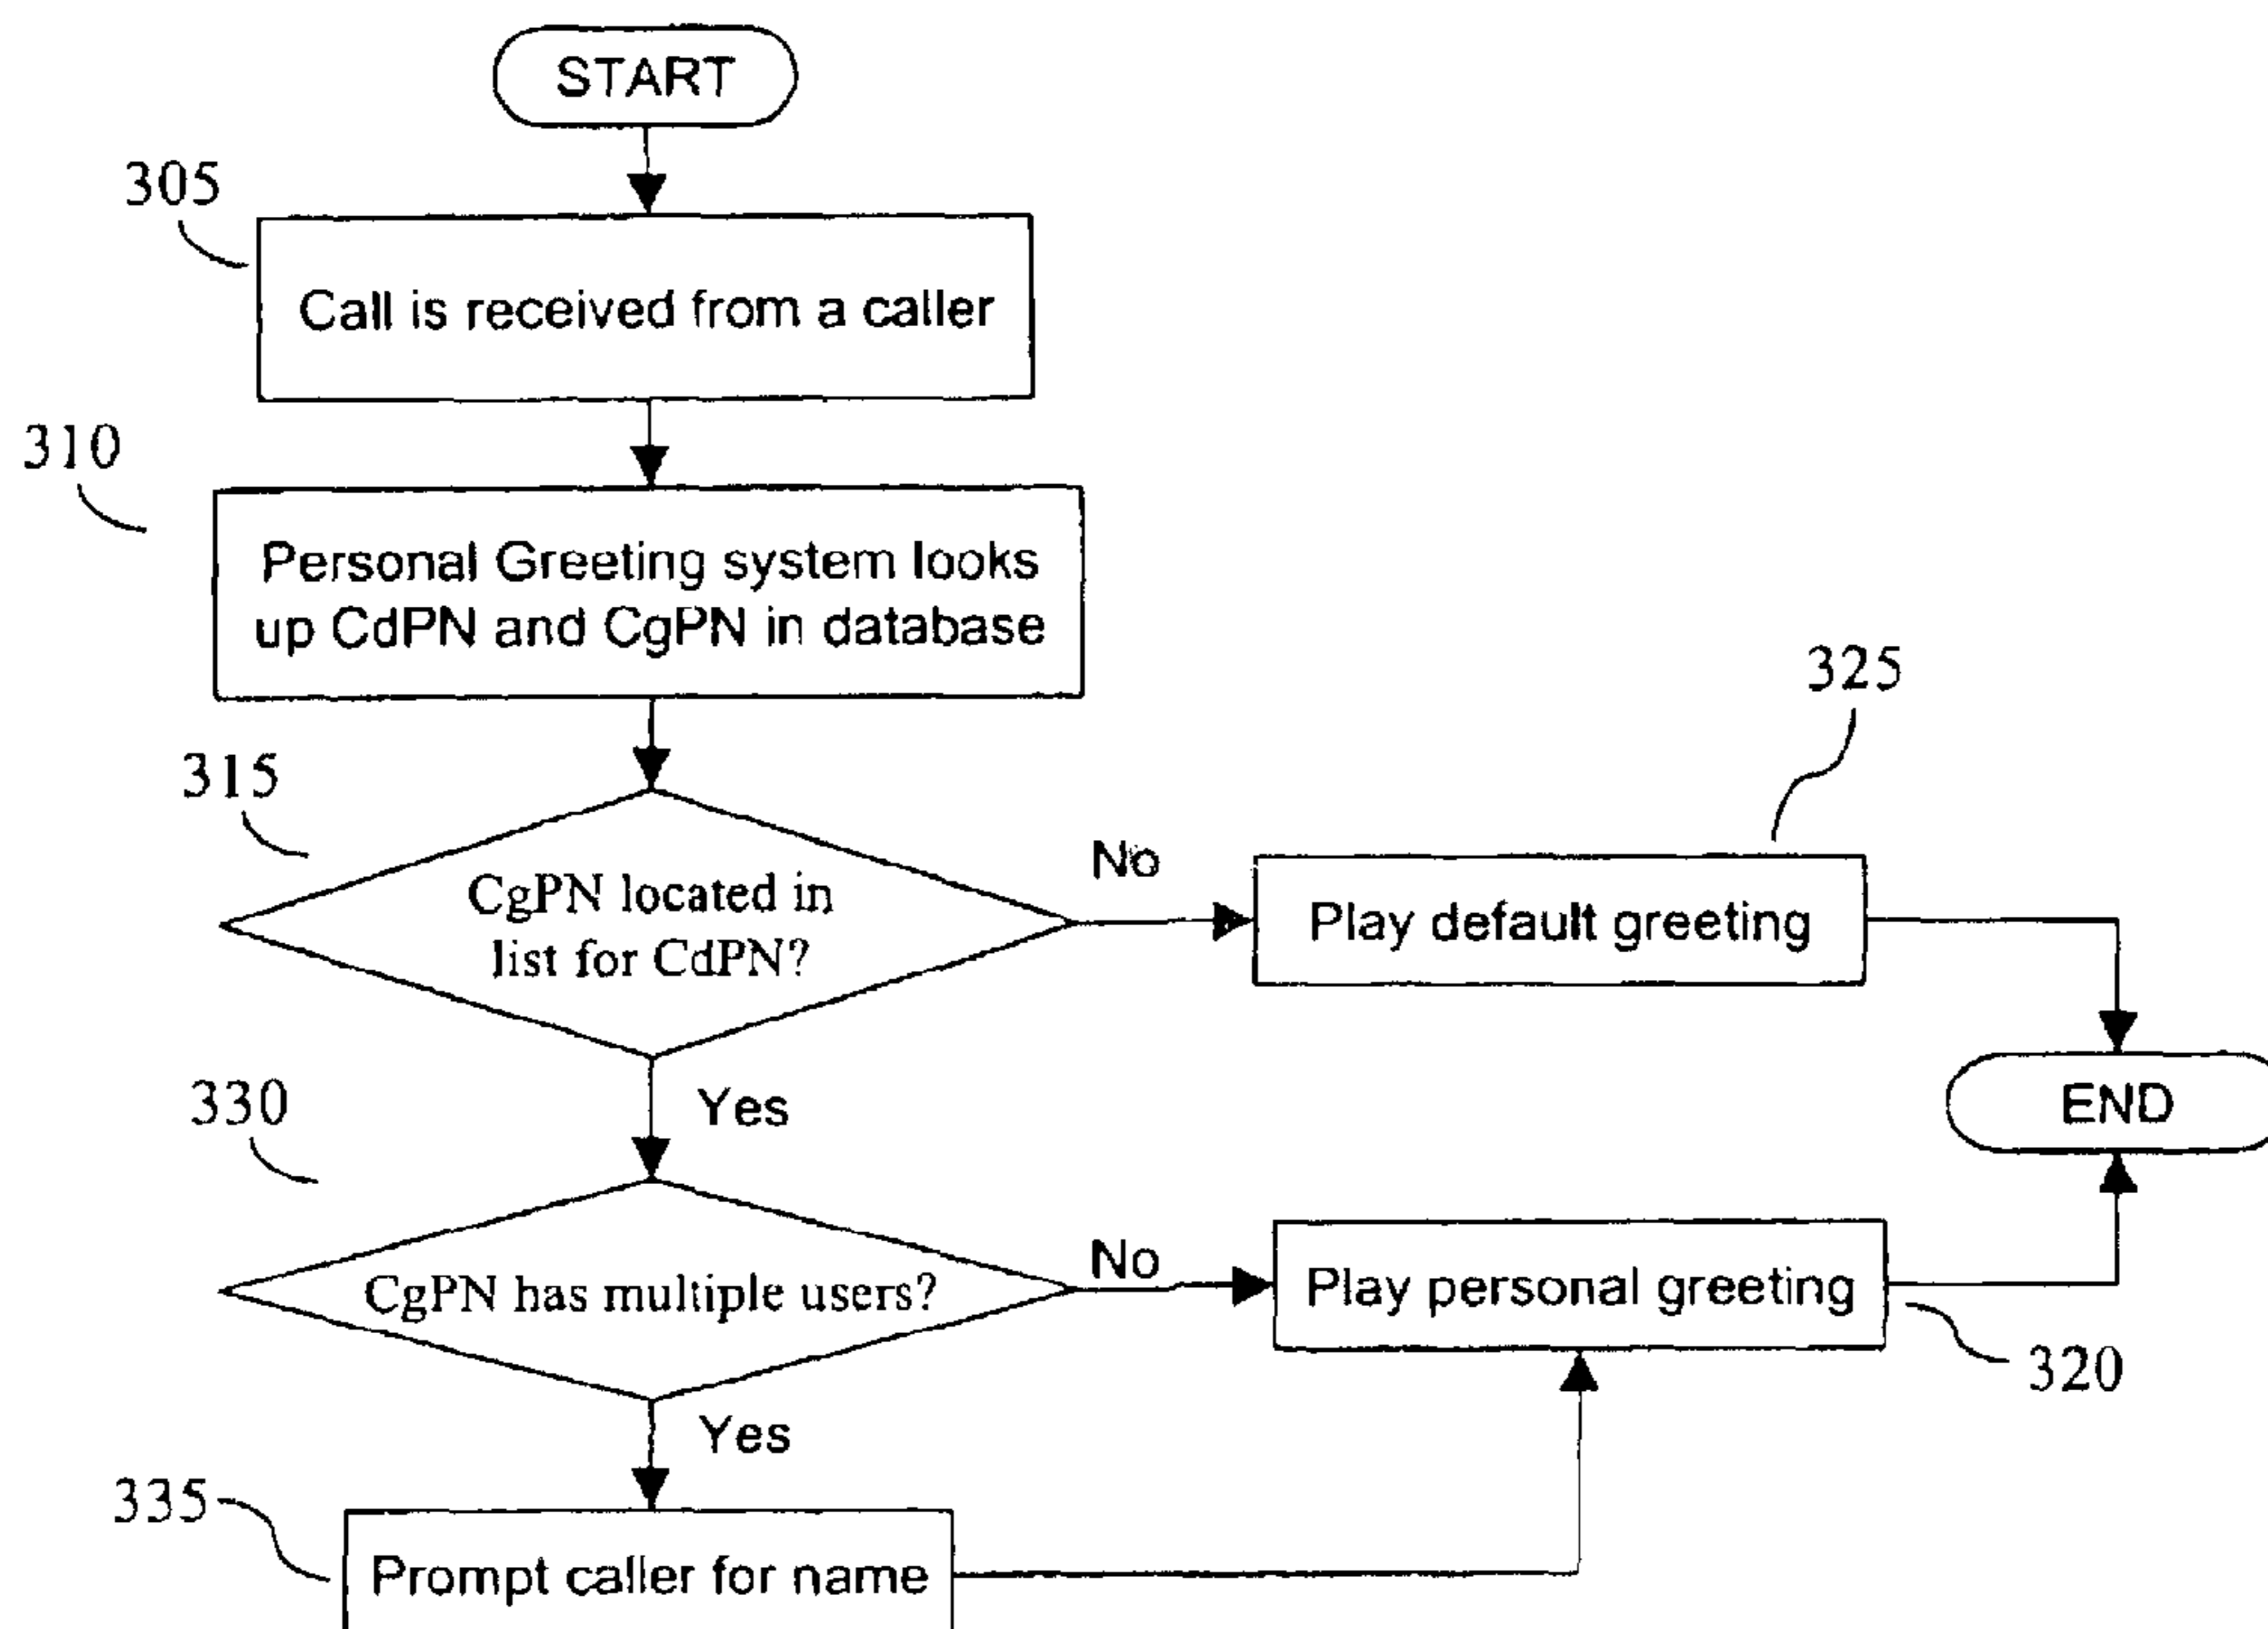 START
305
Call is received from a caller
310
Personal Greeting system looks
up CdPN and CgPN in database
325
315
No
CgPN located in
list for CdPN?
Play default greeting
330
Yes
END
No
CgPN has multiple users?
Play personal greeting
320
Yes
335
Prompt caller for name